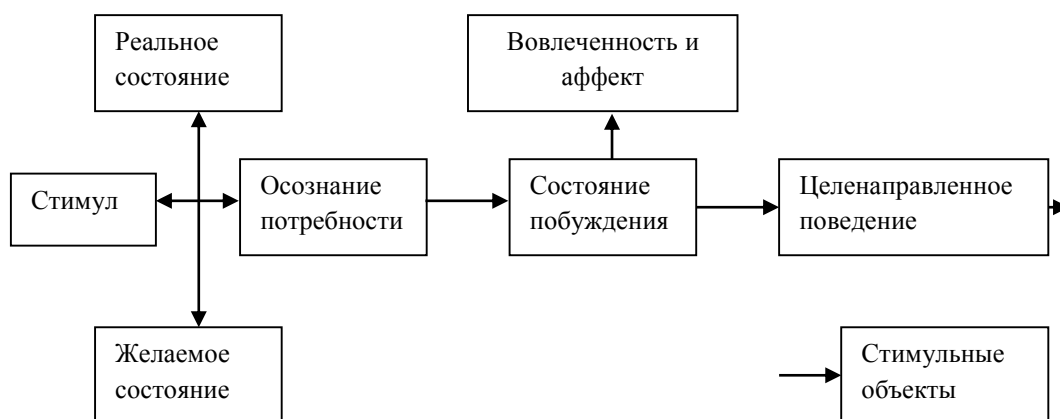 Реальное
состояние
Вовлеченность и
аффект
Стимул
Осознание
потребности
Состояние
побуждения
Целенаправленное
поведение
Желаемое
состояние
Стимульные
объекты